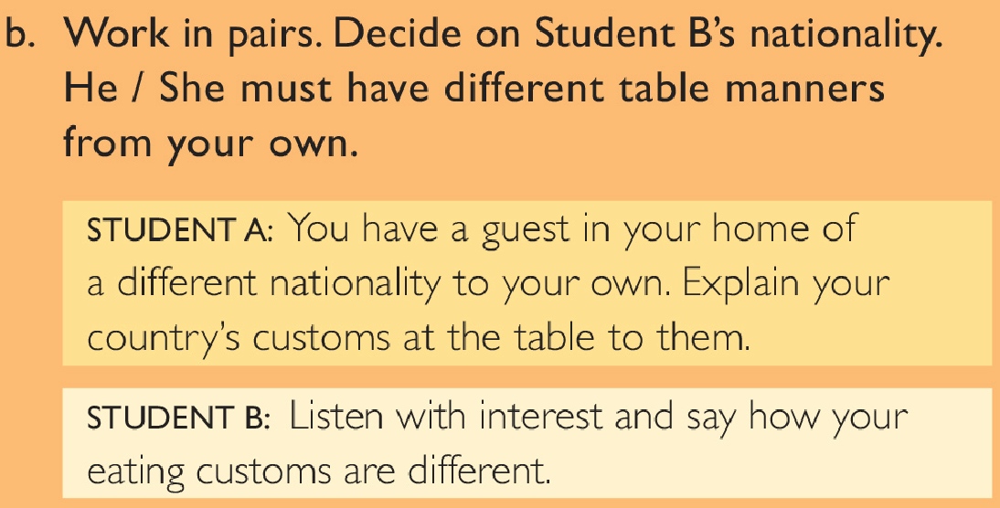 b. Work in pairs. Decide on Student B's nationality.
He / She must have different table manners
from your own.
STUDENT A: You have a guest in your home of
a different nationality to your own. Explain your
country's customs at the table to them.
STUDENT B: Listen with interest and say how your
eating customs are different.